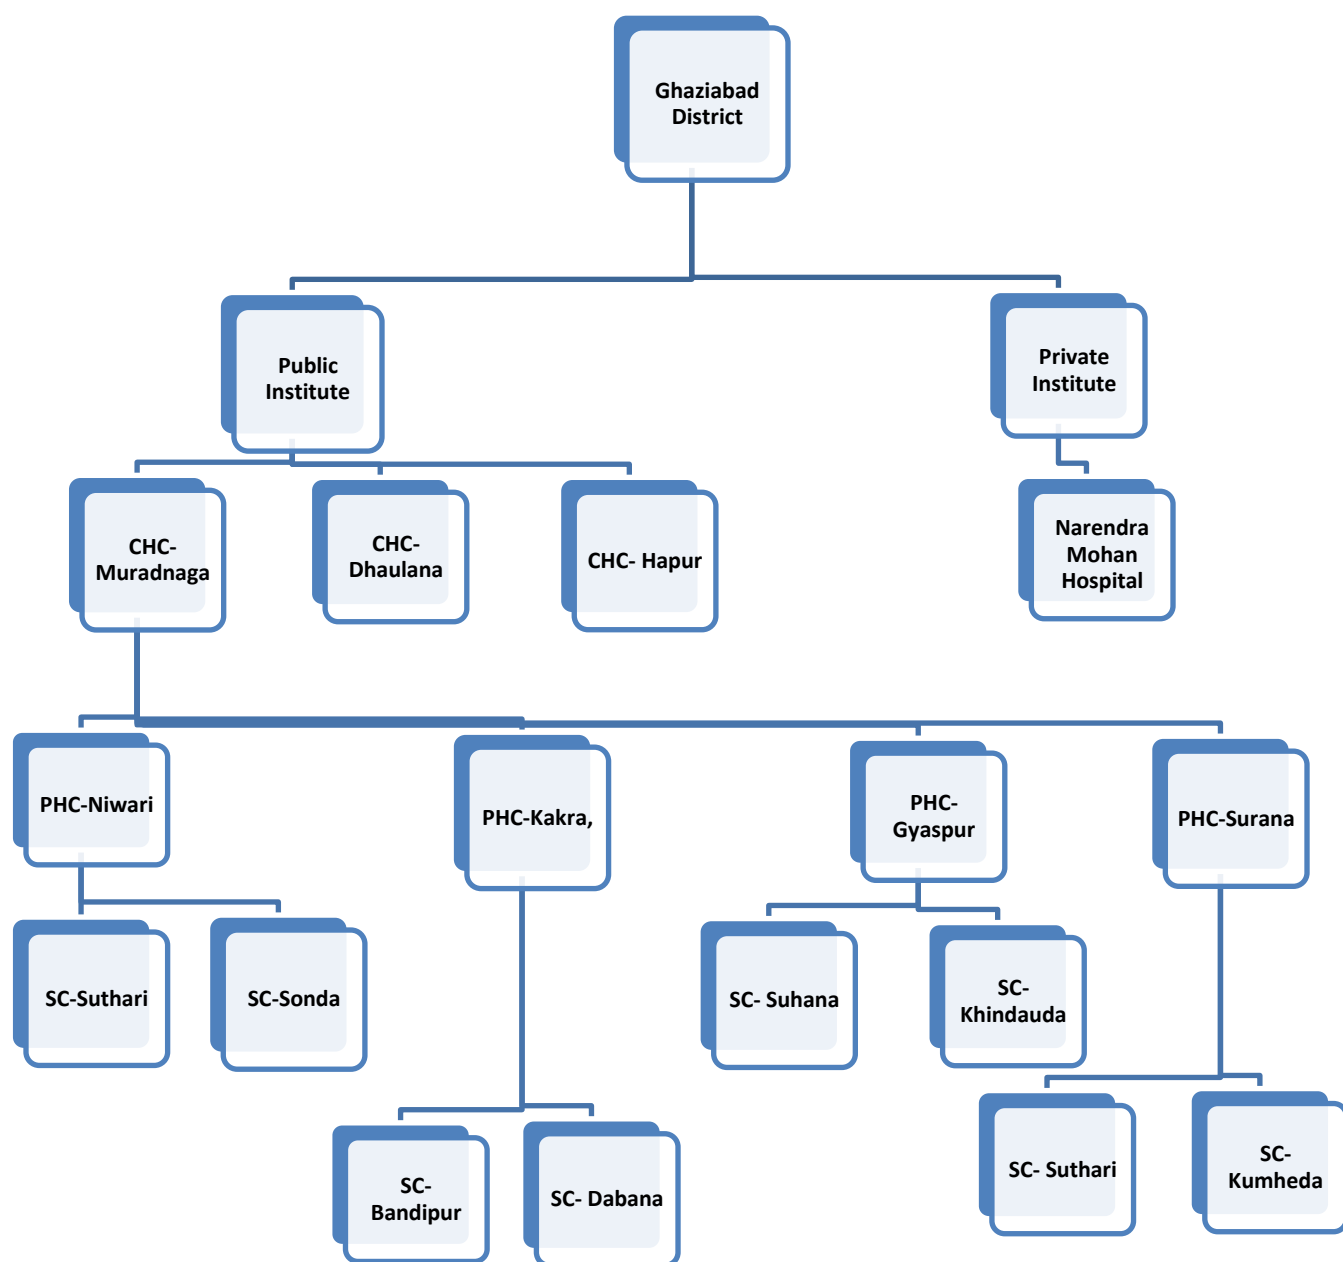 Ghaziabad
District
Public
Institute
Private
Institute
CHC-
Muradnaga
CHC-
Dhaulana
CHC- Hapur
Narendra
Mohan
Hospital
PHC-Niwari
PHC-Kakra,
PHC-
Gyaspur
PHC-Surana
SC-Suthari
SC-Sonda
SC- Suhana
SC-
Khindauda
SC-
Bandipur
SC- Dabana
SC- Suthari
SC-
Kumheda